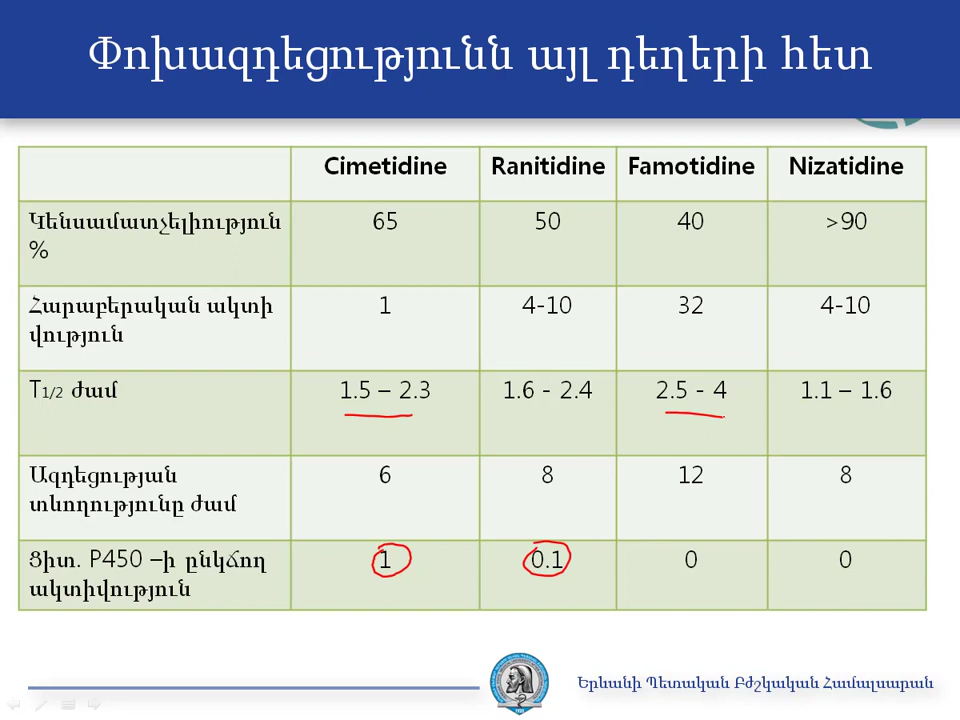 Փոխազդեցությունն այլ դեղերի հետ
Cimetidine Ranitidine Famotidine Nizatidine
Կենսամատչելիություն 65 50 40 >90
%
Հարաբերական ակտի 1 4-10 32 4-10
վություն
T1/2 ժամ 1.5 – 2.3 1.6 - 2.4 2.5 - 4 1.1 – 1.6
Ազդեցության 6 8 12 8
տևողությունը ժամ
Ցիտ. P450 –ի ընկճող 1 0.1 0 0
ակտիվություն
Երևանի Պետական Բժշկական Համալսարան